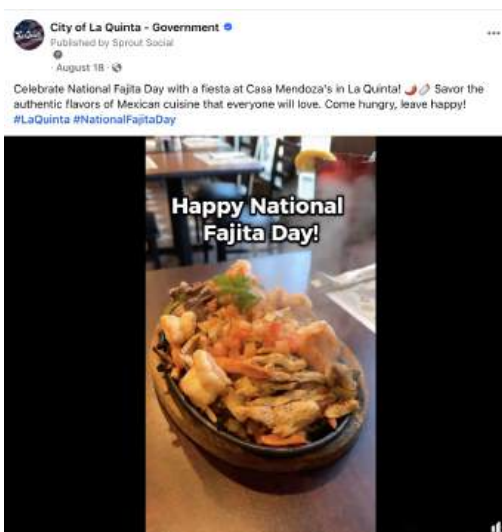 City of La Quinta - Government
Published by Sprout Social
· August 18 ·
Celebrate National Fajita Day with a fiesta at Casa Mendoza's in La Quinta! 🌶️🥖 Savor the
authentic flavors of Mexican cuisine that everyone will love. Come hungry, leave happy!
#LaQuinta #NationalFajitaDay
Happy National
Fajita Day!